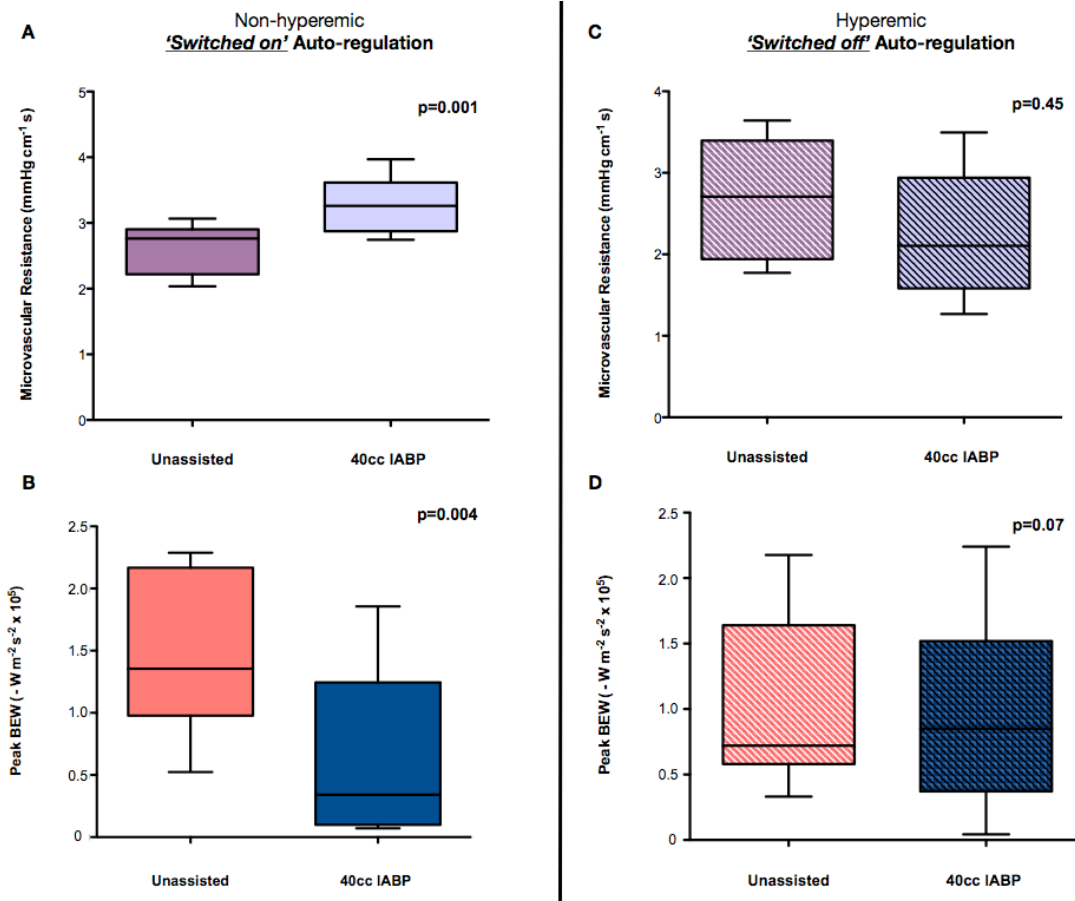 A
Non-hyperemic
'Switched on' Auto-regulation
p=0.001
Microvascular Resistance (mmHg cm⁻¹ s)
5
4
3
2
1
0
Unassisted
40cc IABP
B
p=0.004
Peak BEW ( - W m⁻² s⁻² x 10⁵)
2.5
2.0
1.5
1.0
0.5
0
Unassisted
40cc IABP
C
Hyperemic
'Switched off' Auto-regulation
p=0.45
Microvascular Resistance (mmHg cm⁻¹ s)
4
3
2
1
0
Unassisted
40cc IABP
D
p=0.07
Peak BEW ( - W m⁻² s⁻² x 10⁵)
2.5
2.0
1.5
1.0
0.5
0
Unassisted
40cc IABP